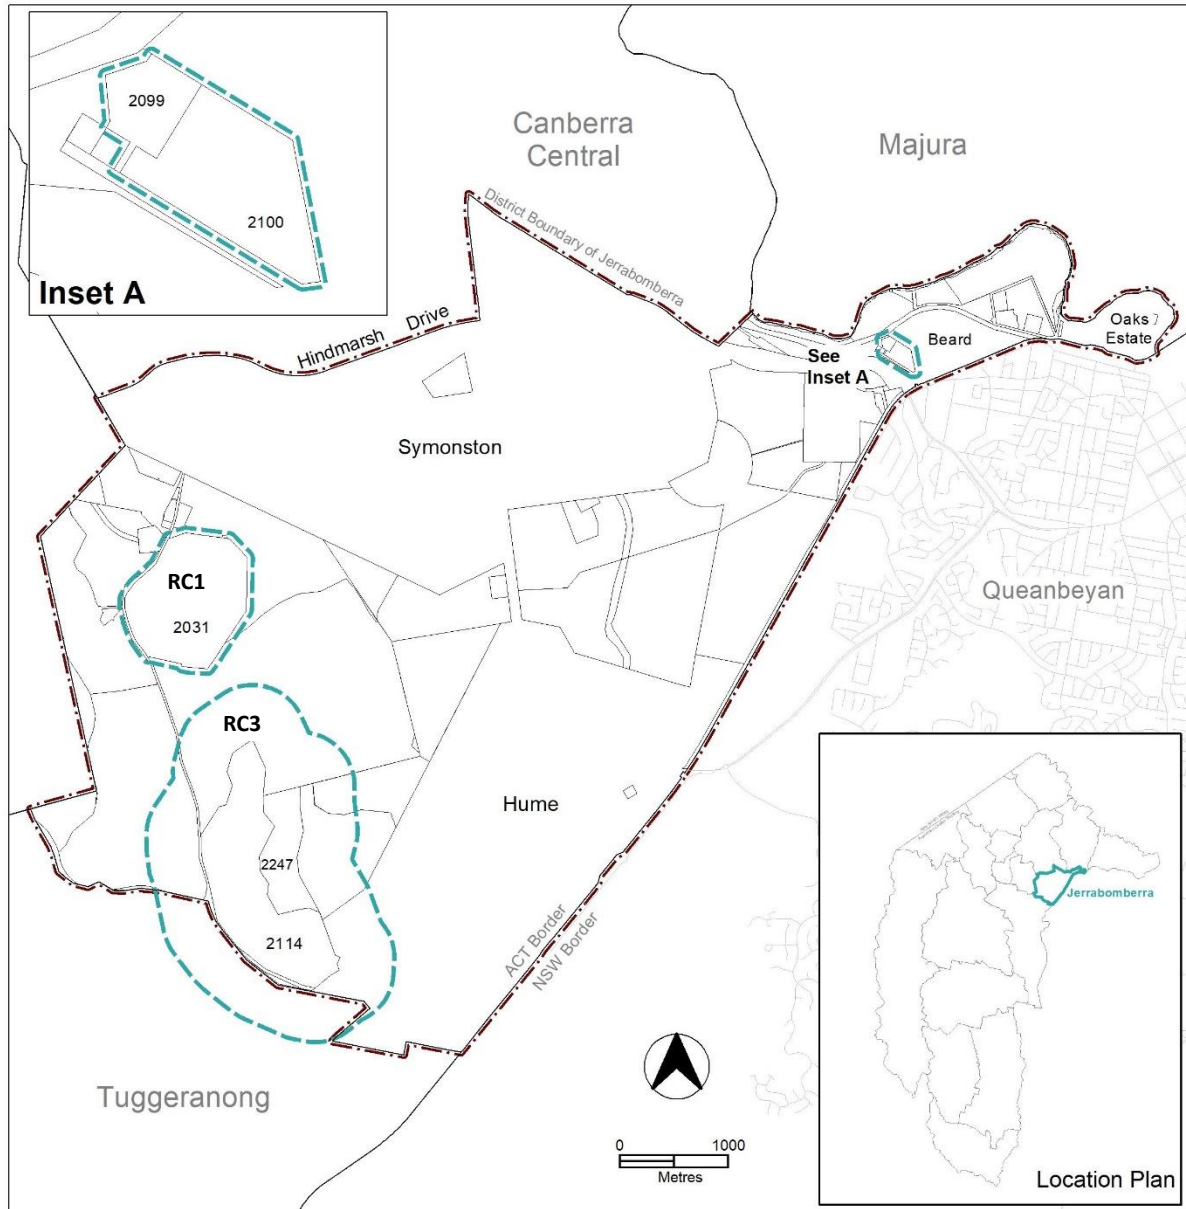 2099
2100
Inset A
Canberra
Central
Majura
District Boundary of Jerrabomberra
Hindmarsh Drive
See
Inset A
Beard
Oaks
Estate
Symonston
RC1
2031
Queanbeyan
RC3
Hume
2247
2114
ACT Border
NSW Border
Tuggeranong
0 1000
Metres
Jerrabomberra
Location Plan